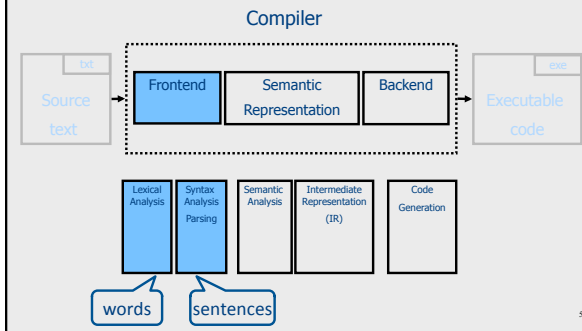 Compiler
txt
Source
text
Frontend
Semantic
Representation
Backend
exe
Executable
code
Lexical
Analysis
Syntax
Analysis
Parsing
Semantic
Analysis
Intermediate
Representation
(IR)
Code
Generation
words
sentences
5